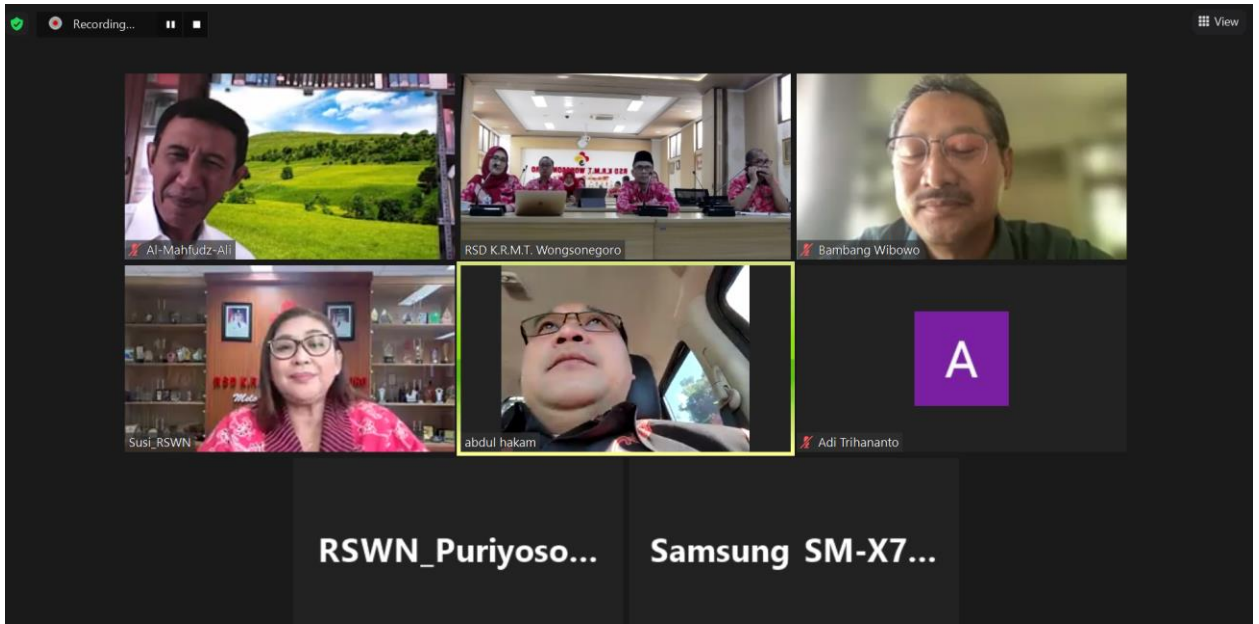 Recording...
View
Al-Mahfudz-Ali
RSD K.R.M.T. Wongsonegoro
Bambang Wibowo
Susi_RSWN
abdul hakam
A
Adi Trihananto
RSWN_Puriyoso...
Samsung SM-X7...